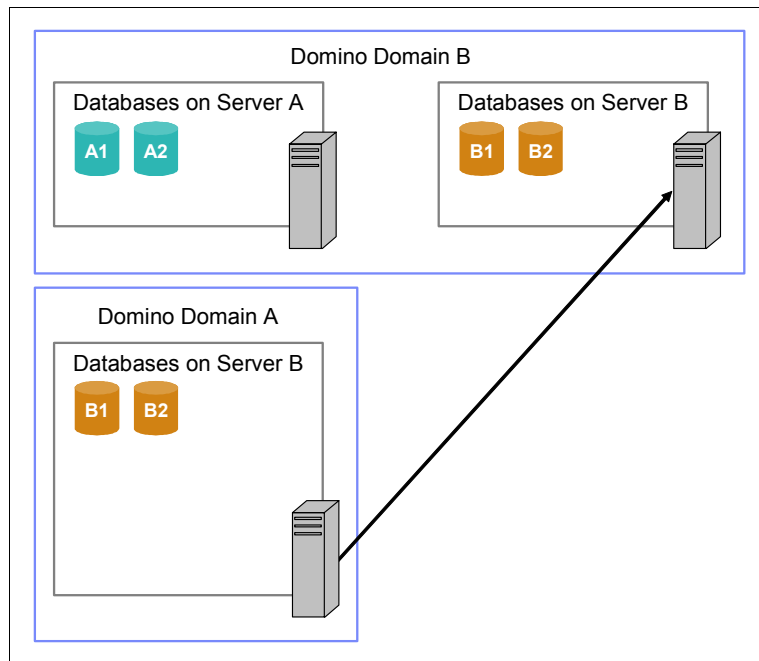 Domino Domain B
Databases on Server A
A1 A2
Databases on Server B
B1 B2
Domino Domain A
Databases on Server B
B1 B2